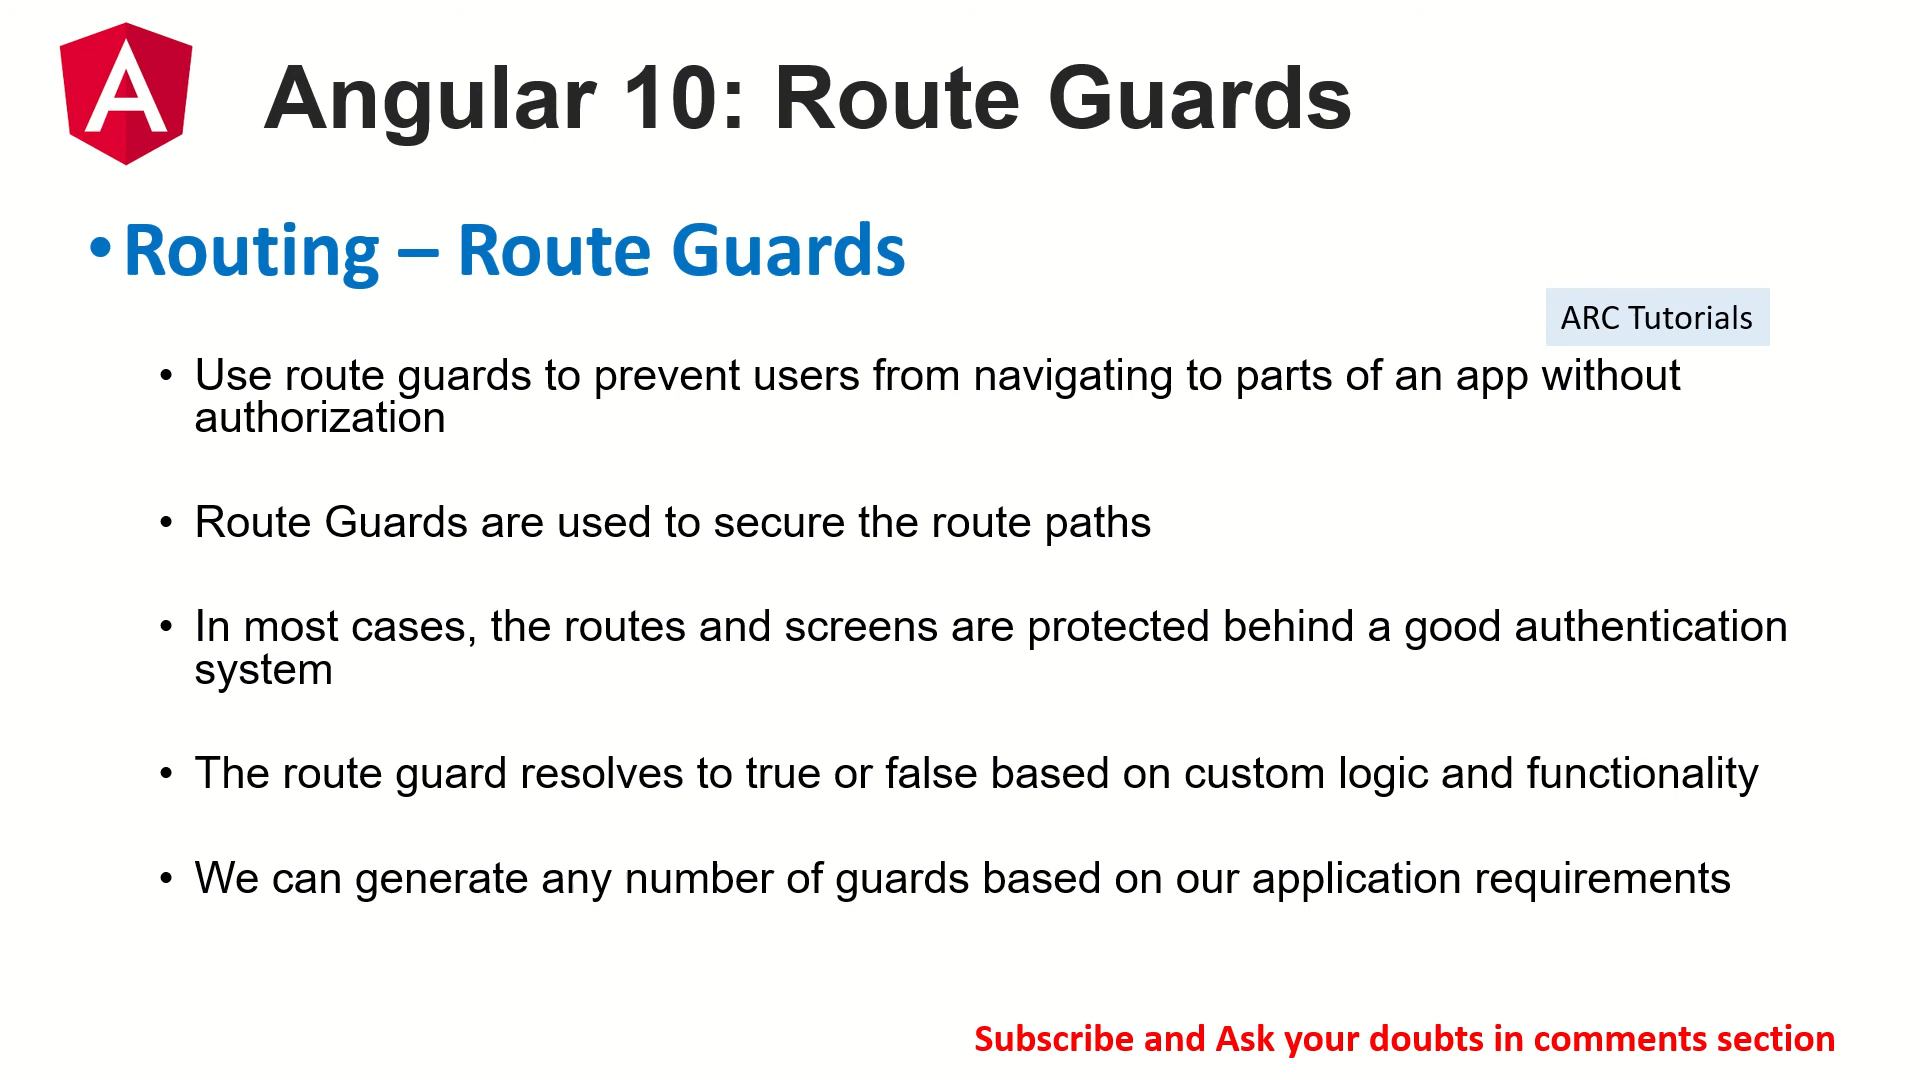 Angular 10: Route Guards
• Routing – Route Guards
ARC Tutorials
• Use route guards to prevent users from navigating to parts of an app without
authorization
• Route Guards are used to secure the route paths
• In most cases, the routes and screens are protected behind a good authentication
system
• The route guard resolves to true or false based on custom logic and functionality
• We can generate any number of guards based on our application requirements
Subscribe and Ask your doubts in comments section